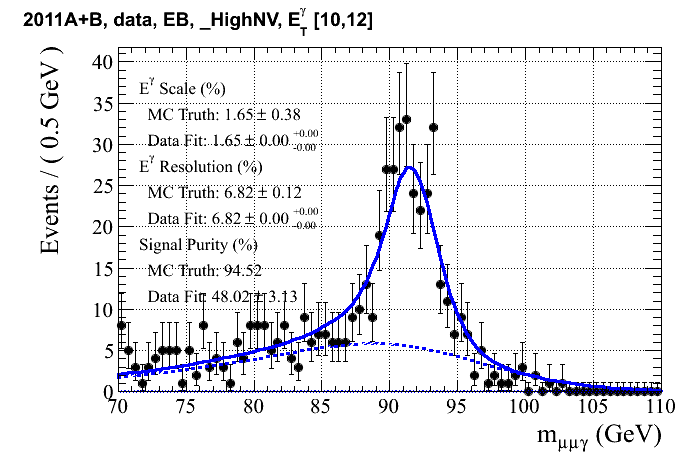 2011A+B, data, EB, _HighNV, E_T^γ [10,12]
Events / ( 0.5 GeV )
40
35
30
25
20
15
10
5
0
E^γ Scale (%)
MC Truth: 1.65 ± 0.38
Data Fit: 1.65 ± 0.00 +0.00 -0.00
E^γ Resolution (%)
MC Truth: 6.82 ± 0.12
Data Fit: 6.82 ± 0.00 +0.00 -0.00
Signal Purity (%)
MC Truth: 94.52
Data Fit: 48.02 ± 3.13
70 75 80 85 90 95 100 105 110
m_μμγ (GeV)